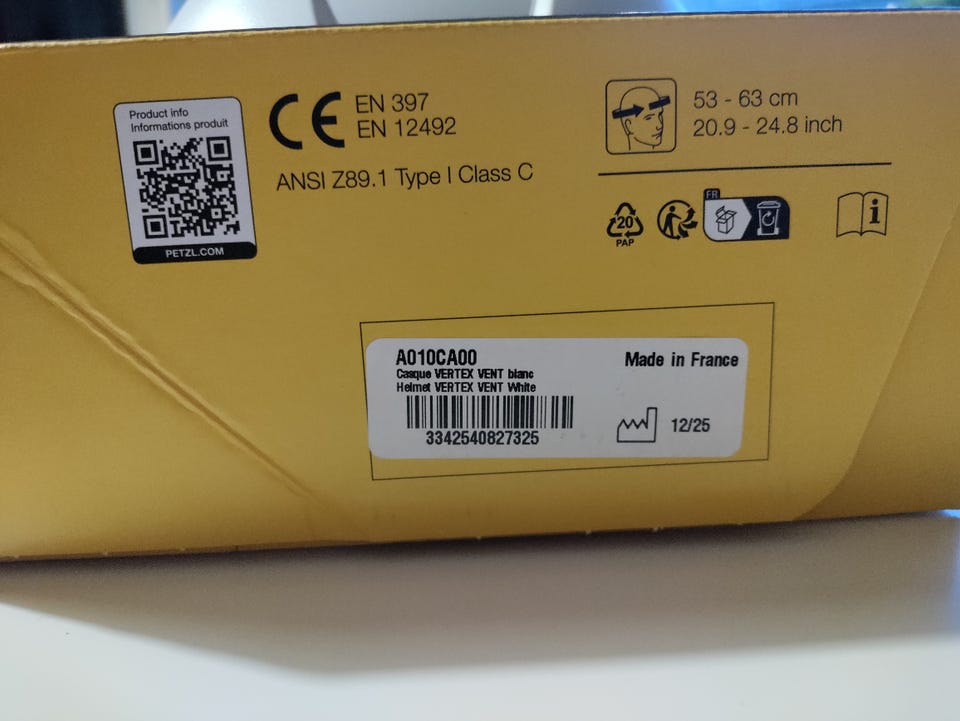 Product info
Informations produit
PETZL.COM
CE EN 397
EN 12492
ANSI Z89.1 Type I Class C
53 - 63 cm
20.9 - 24.8 inch
20
PAP
FR
i
A010CA00
Casque VERTEX VENT blanc
Helmet VERTEX VENT White
3342540827325
Made in France
12/25